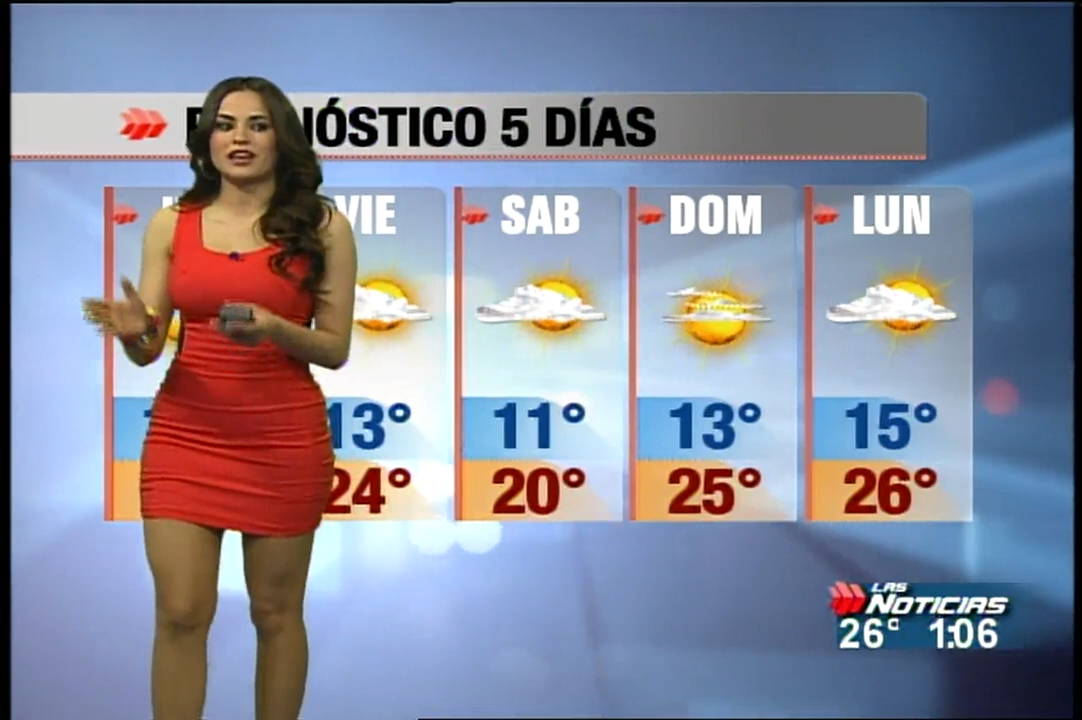 NÓSTICO 5 DÍAS
VIE SAB DOM LUN
13° 11° 13° 15°
24° 20° 25° 26°
LAS
NOTICIAS
26° 1:06